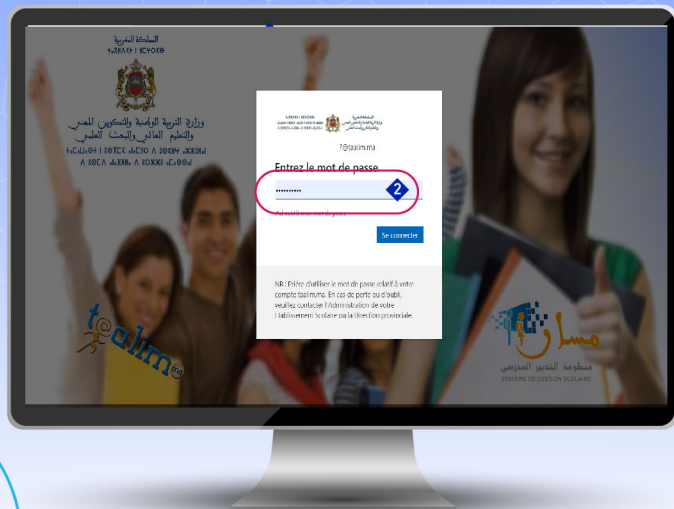 المملكة المغربية
ⵜⴰⴳⵍⴷⵉⵜ ⵏ ⵍⵎⵖⵔⵉⴱ
وزارة التربية الوطنية والتكوين المهني
والتعليم العالي والبحث العلمي
?@taalim.ma
Entrez le mot de passe
2
Se connecter
NB : Prière d'utiliser le mot de passe relatif à votre
compte taalim.ma. En cas de perte ou d'oubli,
veuillez contacter l'Administration de votre
Etablissement Scolaire ou la Direction provinciale.
taalim.ma
مسار
منظومة التدبير المدرسي
SYSTÈME DE GESTION SCOLAIRE